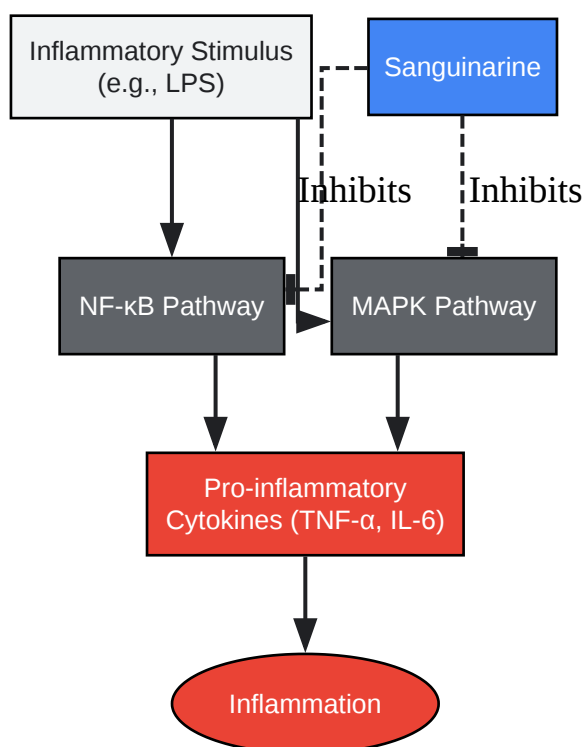 Inflammatory Stimulus
(e.g., LPS)
Sanguinarine
Inhibits
Inhibits
NF-κB Pathway
MAPK Pathway
Pro-inflammatory
Cytokines (TNF-α, IL-6)
Inflammation